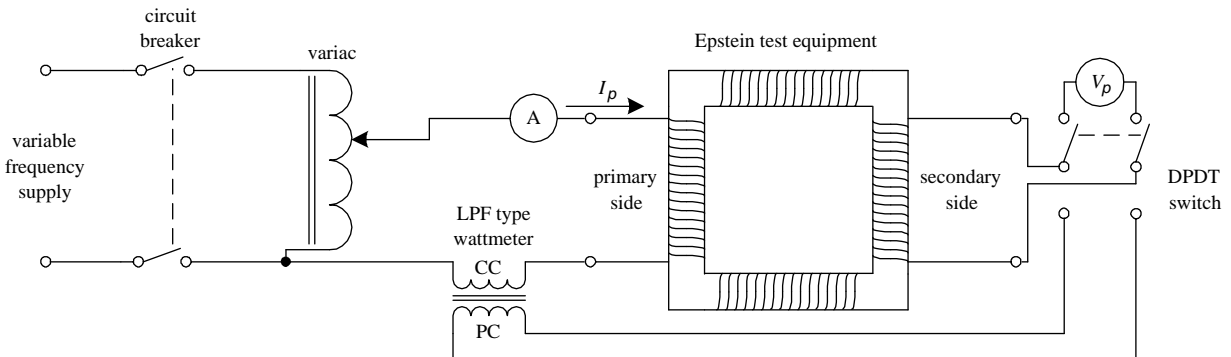 circuit
breaker
variac
Epstein test equipment
variable
frequency
supply
A
I_p
primary
side
secondary
side
V_p
DPDT
switch
LPF type
wattmeter
CC
PC